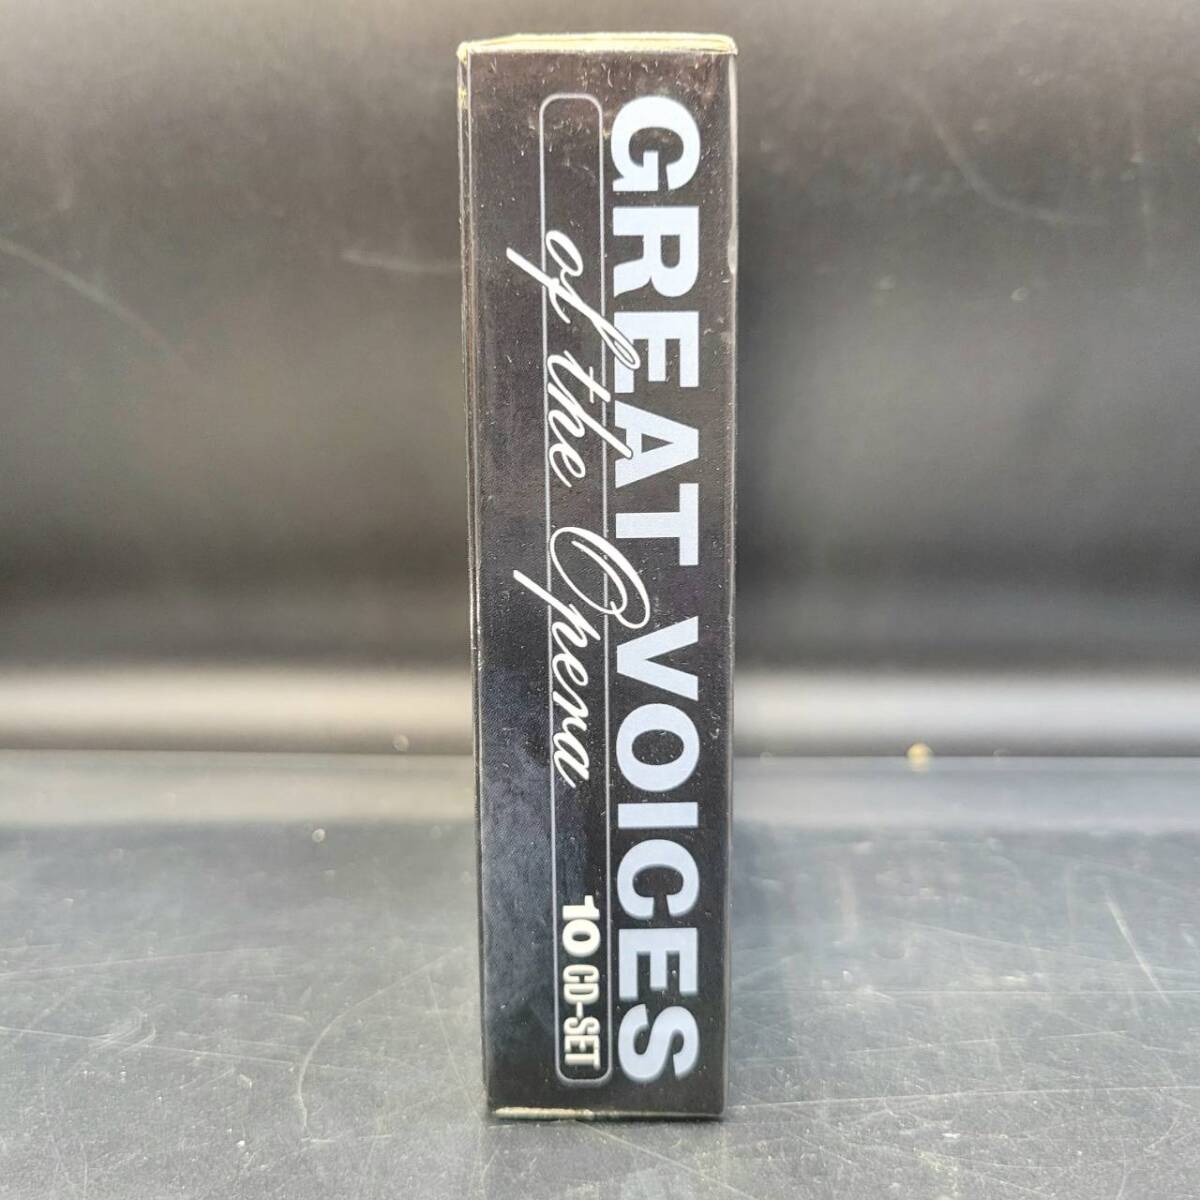 GREAT VOICES
of the Opera
10 CD-SET